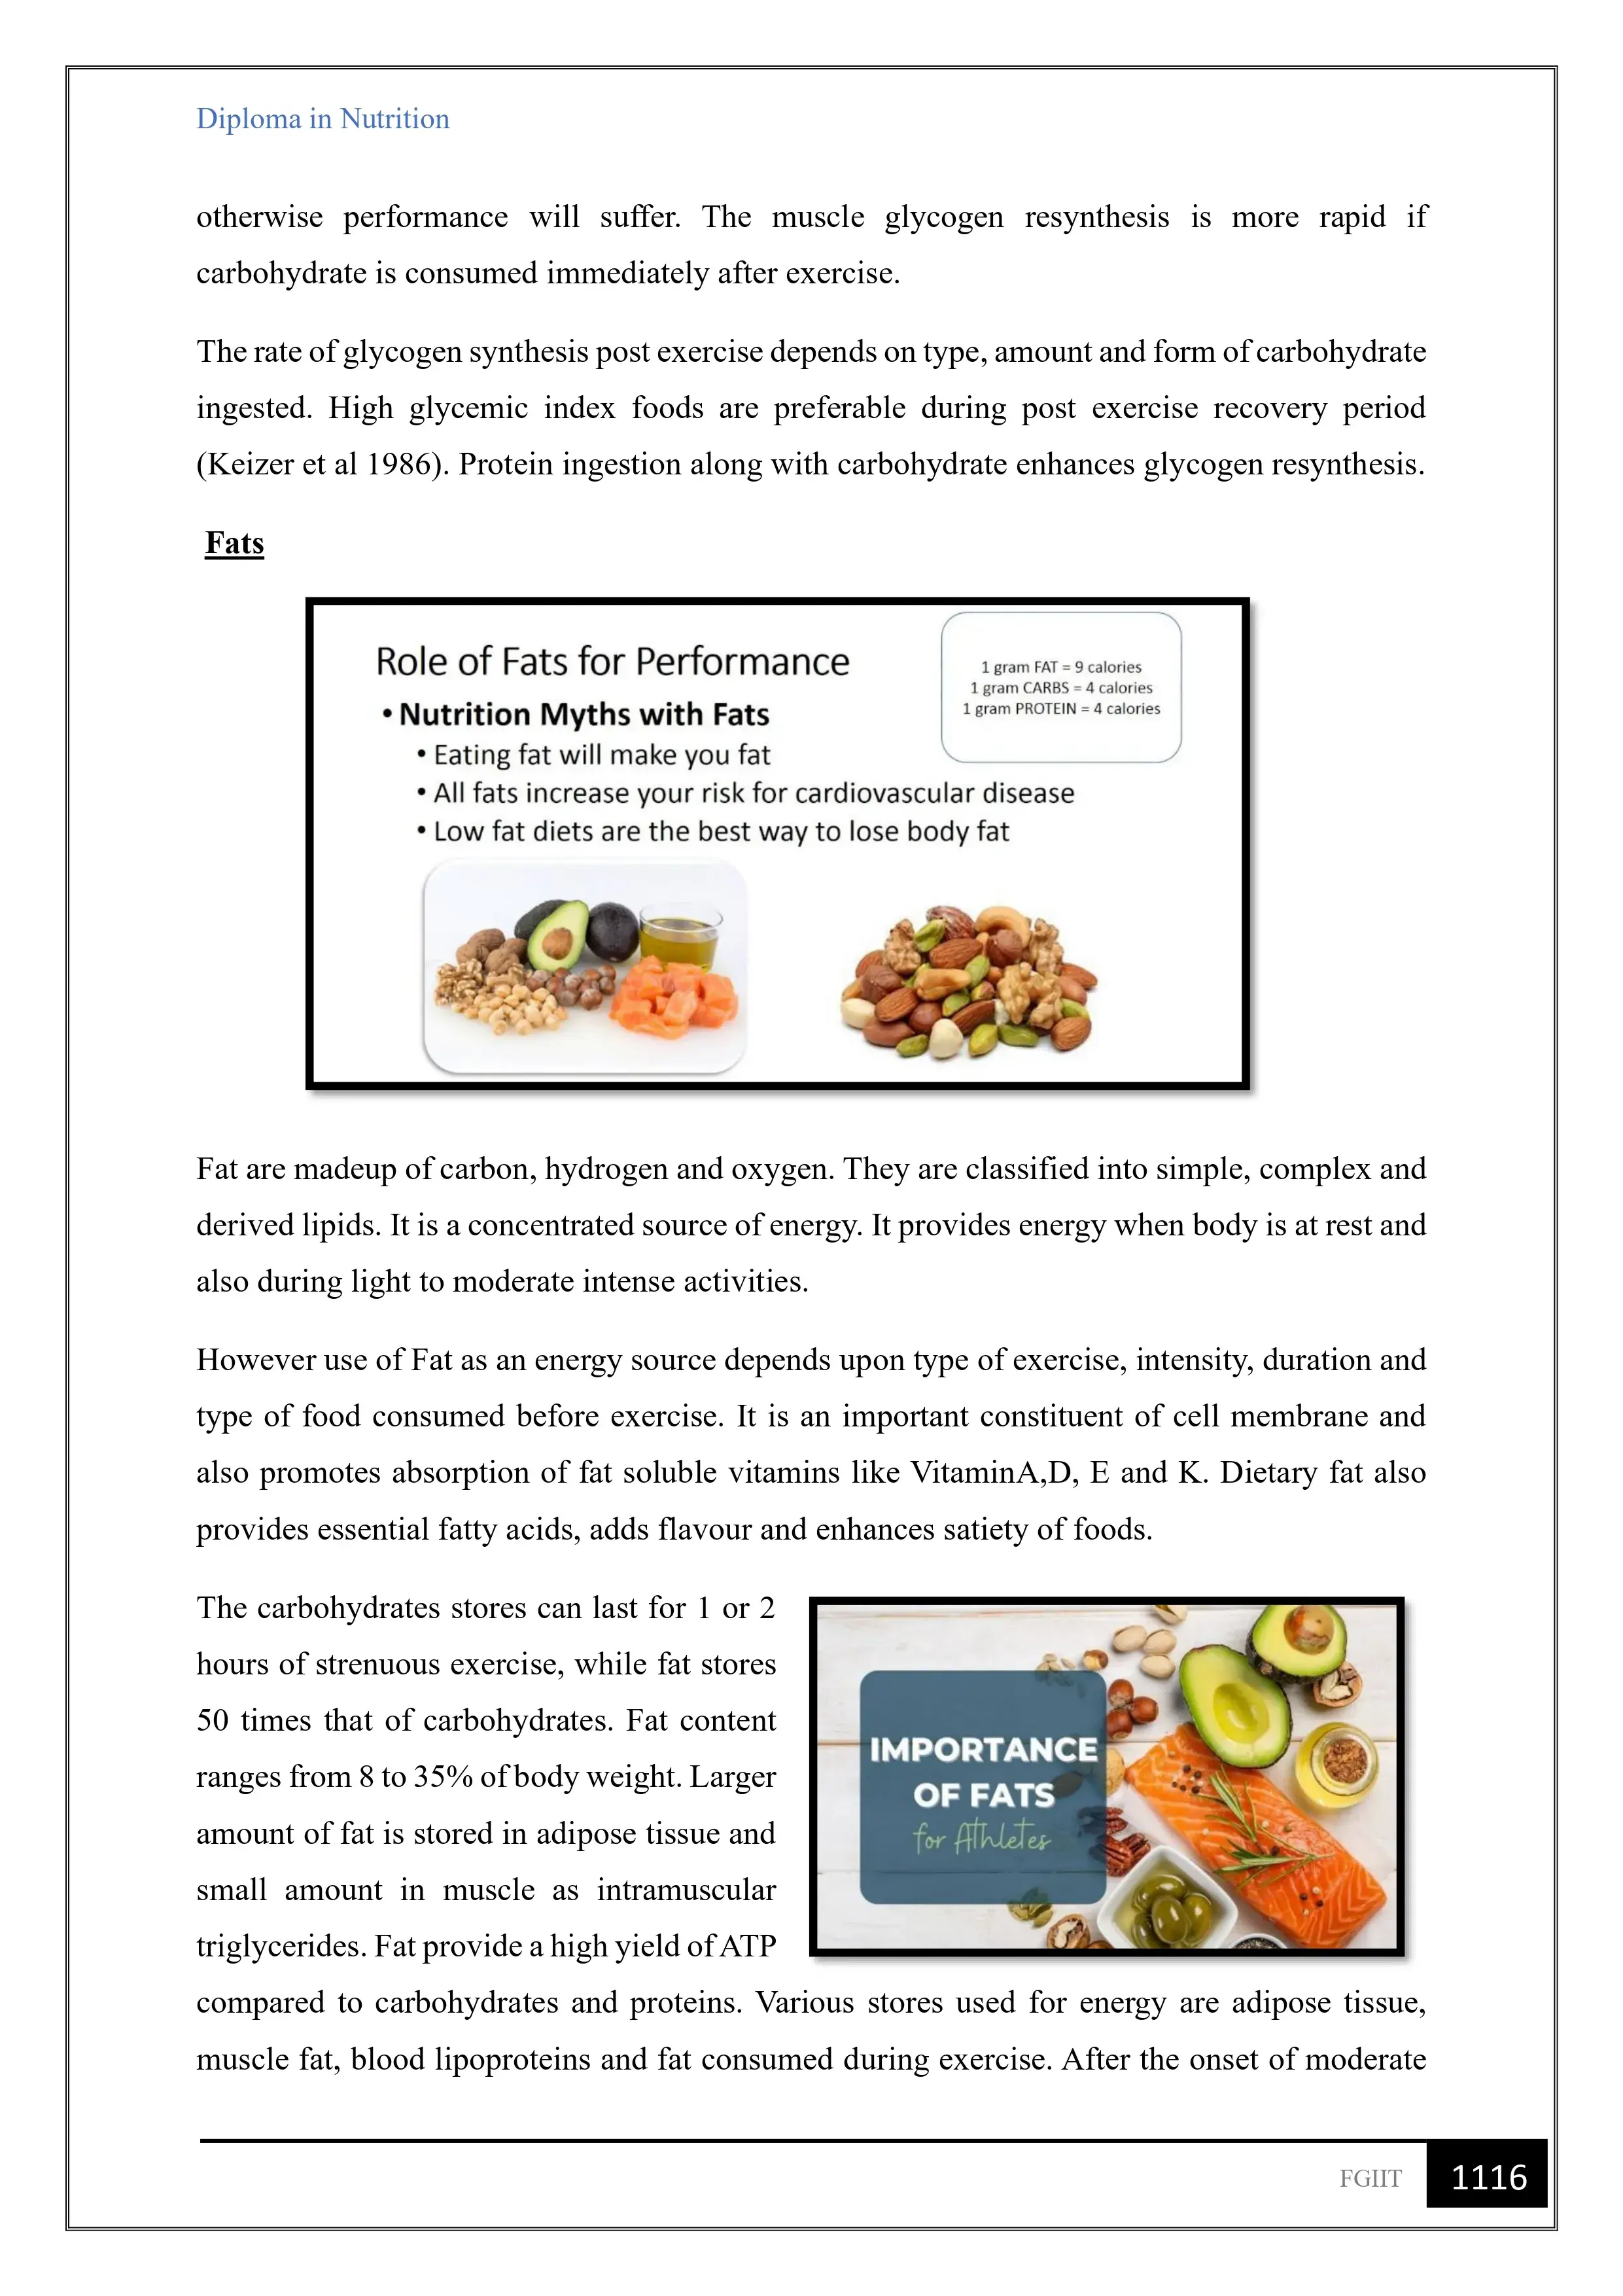 Diploma in Nutrition
otherwise performance will suffer. The muscle glycogen resynthesis is more rapid if
carbohydrate is consumed immediately after exercise.
The rate of glycogen synthesis post exercise depends on type, amount and form of carbohydrate
ingested. High glycemic index foods are preferable during post exercise recovery period
(Keizer et al 1986). Protein ingestion along with carbohydrate enhances glycogen resynthesis.
Fats
Role of Fats for Performance
• Nutrition Myths with Fats
• Eating fat will make you fat
• All fats increase your risk for cardiovascular disease
• Low fat diets are the best way to lose body fat
1 gram FAT = 9 calories
1 gram CARBS = 4 calories
1 gram PROTEIN = 4 calories
Fat are madeup of carbon, hydrogen and oxygen. They are classified into simple, complex and
derived lipids. It is a concentrated source of energy. It provides energy when body is at rest and
also during light to moderate intense activities.
However use of Fat as an energy source depends upon type of exercise, intensity, duration and
type of food consumed before exercise. It is an important constituent of cell membrane and
also promotes absorption of fat soluble vitamins like VitaminA,D, E and K. Dietary fat also
provides essential fatty acids, adds flavour and enhances satiety of foods.
The carbohydrates stores can last for 1 or 2
hours of strenuous exercise, while fat stores
50 times that of carbohydrates. Fat content
ranges from 8 to 35% of body weight. Larger
amount of fat is stored in adipose tissue and
small amount in muscle as intramuscular
triglycerides. Fat provide a high yield of ATP
IMPORTANCE
OF FATS
for Athletes
compared to carbohydrates and proteins. Various stores used for energy are adipose tissue,
muscle fat, blood lipoproteins and fat consumed during exercise. After the onset of moderate
FGIIT
1116